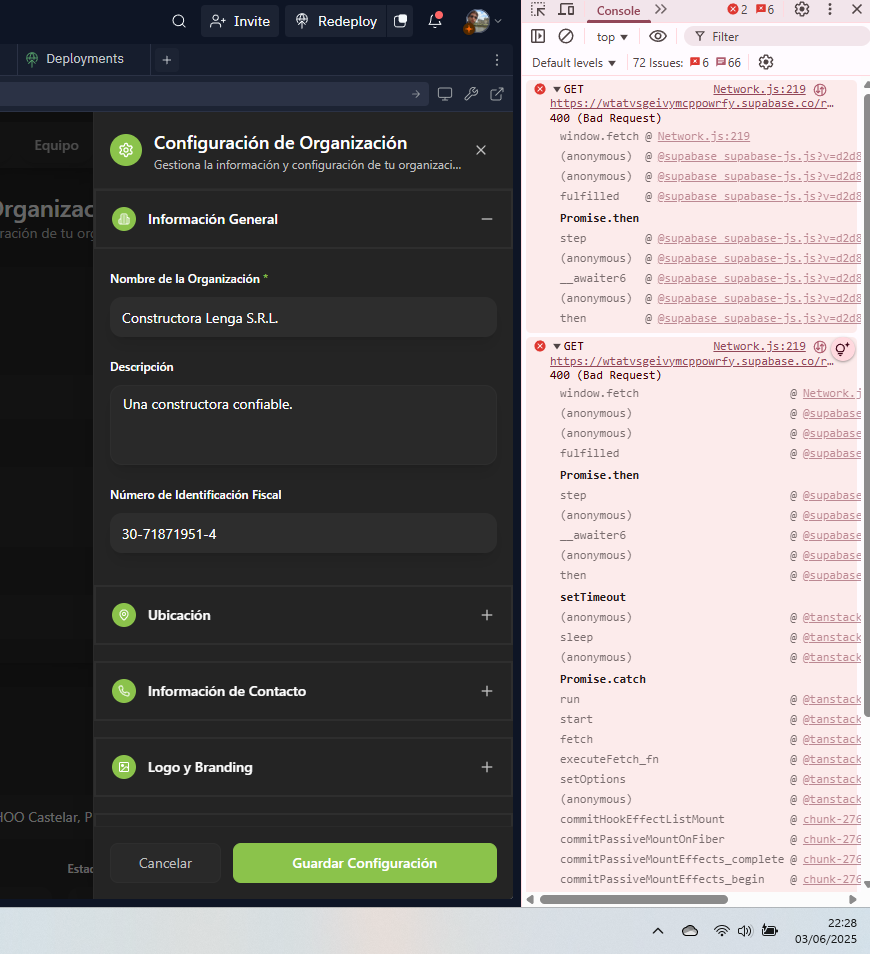 Invite
Redeploy
Deployments
Equipo
Organizac
ración de tu org
HOO Castelar, P
Estad
Configuración de Organización
Gestiona la información y configuración de tu organizaci...
Información General
Nombre de la Organización *
Constructora Lenga S.R.L.
Descripción
Una constructora confiable.
Número de Identificación Fiscal
30-71871951-4
Ubicación
Información de Contacto
Logo y Branding
Cancelar
Guardar Configuración
Console
2
6
top
Filter
Default levels
72 Issues:
6
66
GET
Network.js:219
https://wtatvsgeivymcppowrfy.supabase.co/r…
400 (Bad Request)
window.fetch @ Network.js:219
(anonymous) @ @supabase_supabase-js.js?v=d2d8
(anonymous) @ @supabase_supabase-js.js?v=d2d8
fulfilled @ @supabase_supabase-js.js?v=d2d8
Promise.then
step @ @supabase_supabase-js.js?v=d2d8
(anonymous) @ @supabase_supabase-js.js?v=d2d8
__awaiter6 @ @supabase_supabase-js.js?v=d2d8
(anonymous) @ @supabase_supabase-js.js?v=d2d8
then @ @supabase_supabase-js.js?v=d2d8
GET
Network.js:219
https://wtatvsgeivymcppowrfy.supabase.co/r…
400 (Bad Request)
window.fetch @ Network.j
(anonymous) @ @supabase
(anonymous) @ @supabase
fulfilled @ @supabase
Promise.then
step @ @supabase
(anonymous) @ @supabase
__awaiter6 @ @supabase
(anonymous) @ @supabase
then @ @supabase
setTimeout
(anonymous) @ @tanstack
sleep @ @tanstack
(anonymous) @ @tanstack
Promise.catch
run @ @tanstack
start @ @tanstack
fetch @ @tanstack
executeFetch_fn @ @tanstack
setOptions @ @tanstack
(anonymous) @ @tanstack
commitHookEffectListMount @ chunk-276
commitPassiveMountOnFiber @ chunk-276
commitPassiveMountEffects_complete @ chunk-276
commitPassiveMountEffects_begin @ chunk-276
22:28
03/06/2025